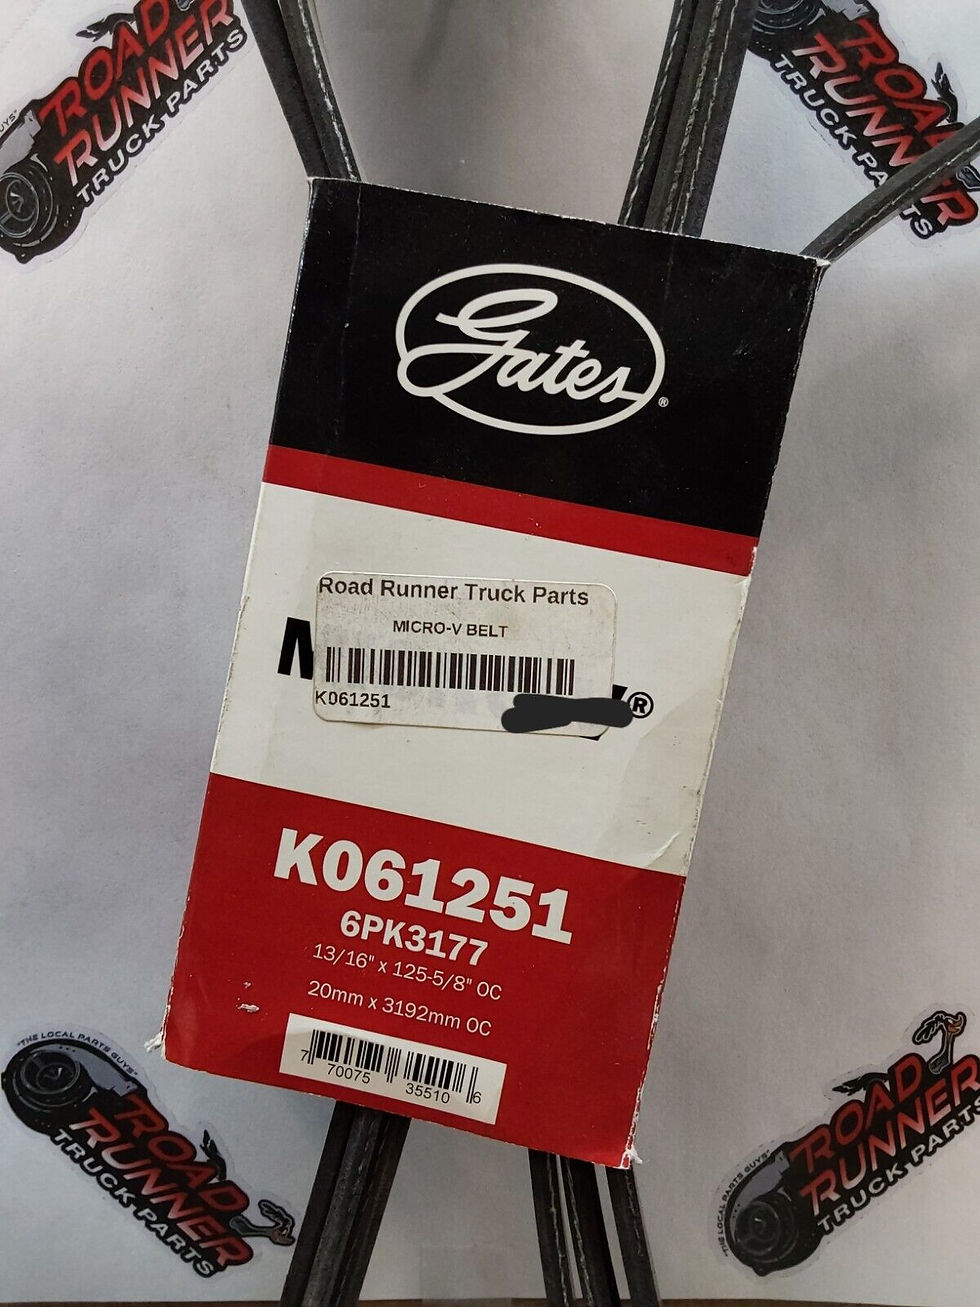 ROAD
RUNNER
TRUCK PARTS
ROAD
RUNNER
TRUCK PARTS
Gates®
Road Runner Truck Parts
MICRO-V BELT
K061251
M
®
K061251
6PK3177
13/16" x 125-5/8" OC
20mm x 3192mm OC
7 70075 35510 6
"THE LOCAL PARTS GUYS"
ROAD
RUNNER
TRUCK PARTS
"THE LOCAL PARTS GUYS"
ROAD
RUNNER
TRUCK PARTS